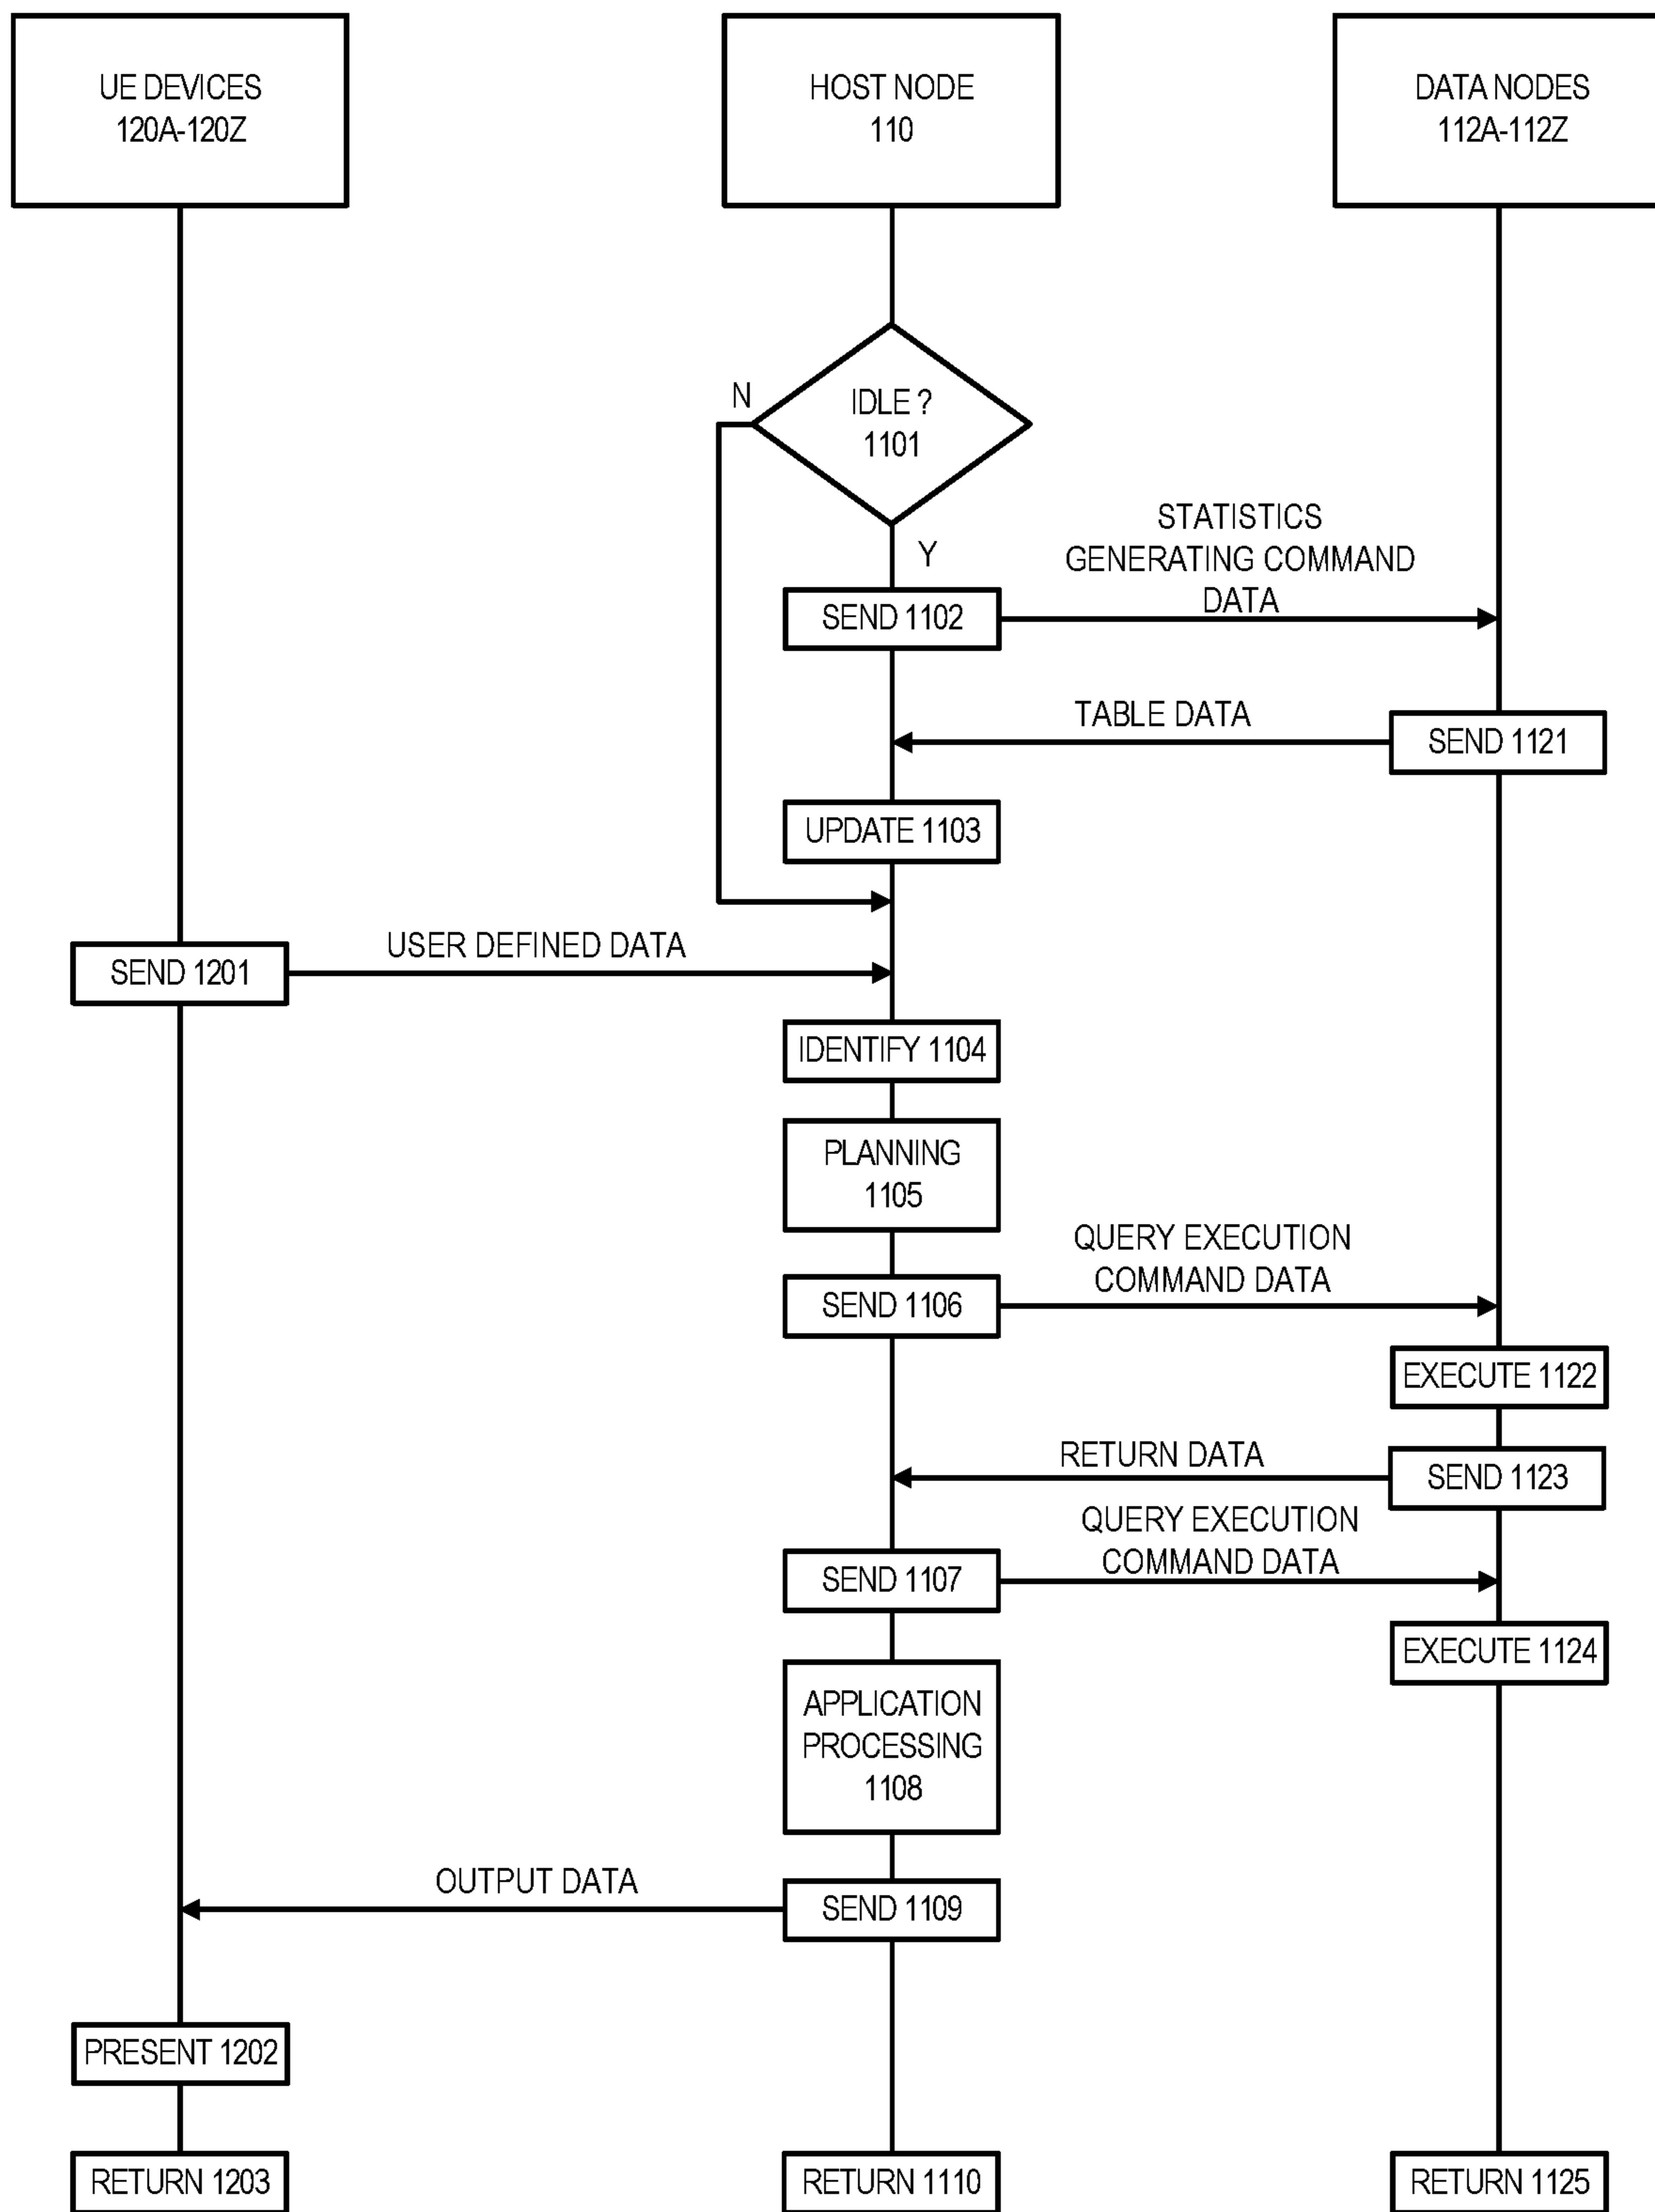 UE DEVICES
120A-120Z
HOST NODE
110
DATA NODES
112A-112Z
N
IDLE ?
1101
Y
STATISTICS
GENERATING COMMAND
DATA
SEND 1102
TABLE DATA
SEND 1121
UPDATE 1103
USER DEFINED DATA
SEND 1201
IDENTIFY 1104
PLANNING
1105
QUERY EXECUTION
COMMAND DATA
SEND 1106
EXECUTE 1122
RETURN DATA
SEND 1123
QUERY EXECUTION
COMMAND DATA
SEND 1107
EXECUTE 1124
APPLICATION
PROCESSING
1108
OUTPUT DATA
SEND 1109
PRESENT 1202
RETURN 1203
RETURN 1110
RETURN 1125